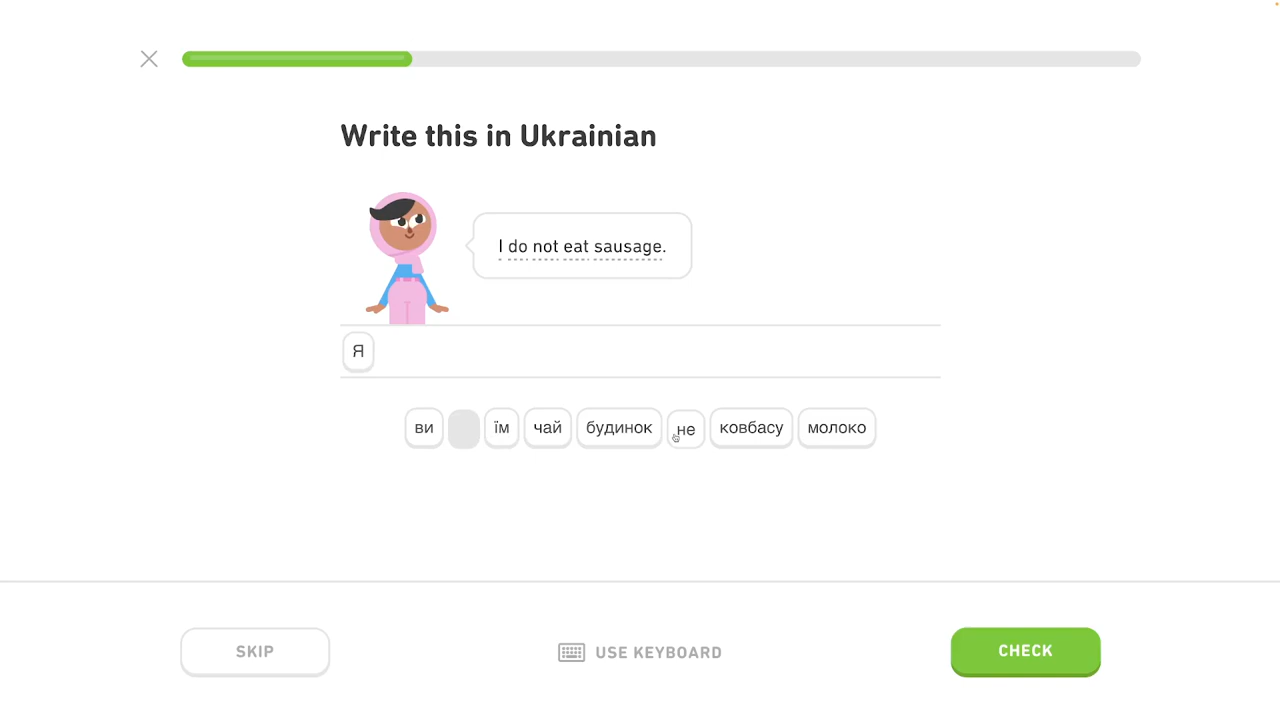 Write this in Ukrainian
I do not eat sausage.
Я
ви їм чай будинок не ковбасу молоко
SKIP USE KEYBOARD CHECK